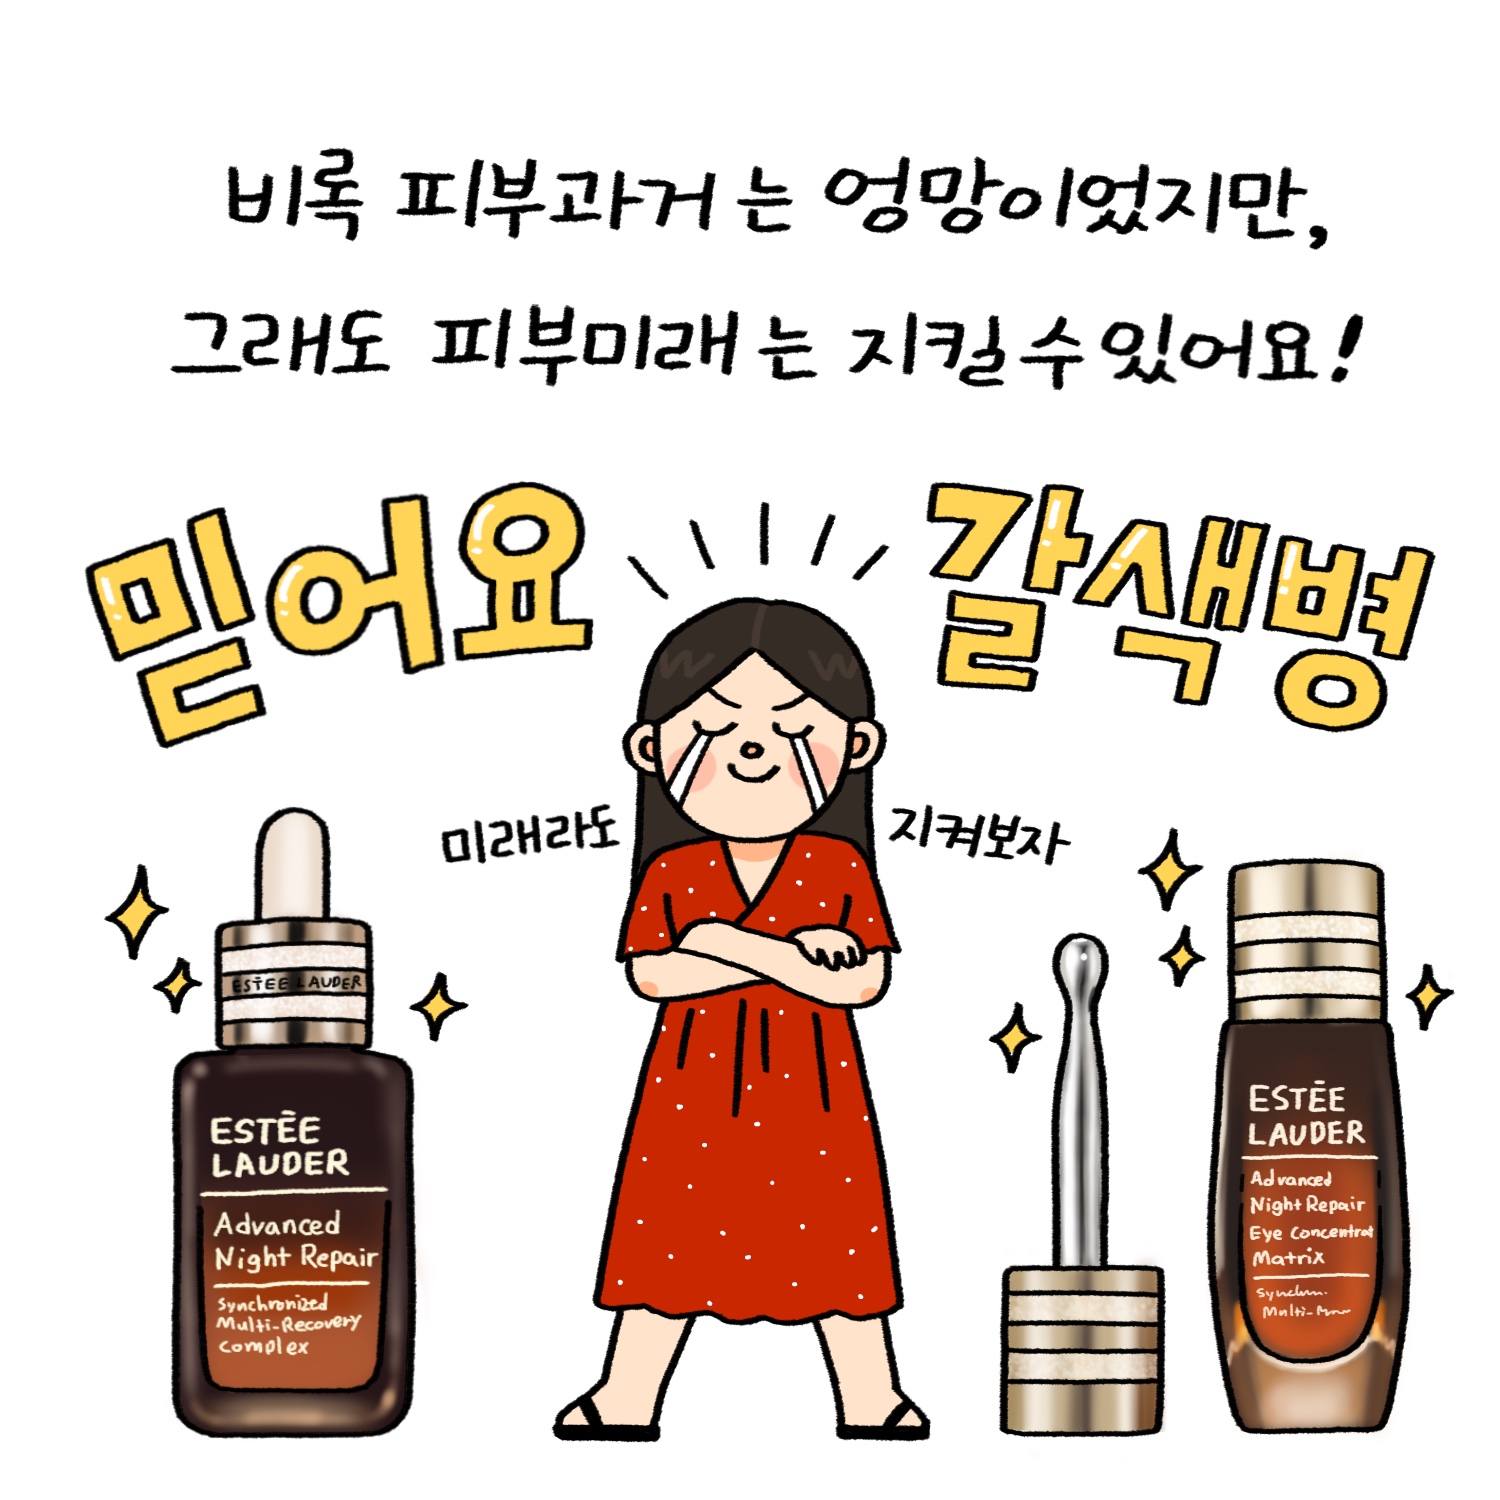 비록 피부과거는 엉망이었지만,
그래도 피부미래는 지킬 수 있어요!
믿어요 갈색병
미래라도 지켜보자
ESTĒE LAUDER
ESTĒE
LAUDER
Advanced
Night Repair
Synchronized
Multi-Recovery
complex
ESTĒE
LAUDER
Advanced
Night Repair
Eye Concentrat
Matrix
Multi-